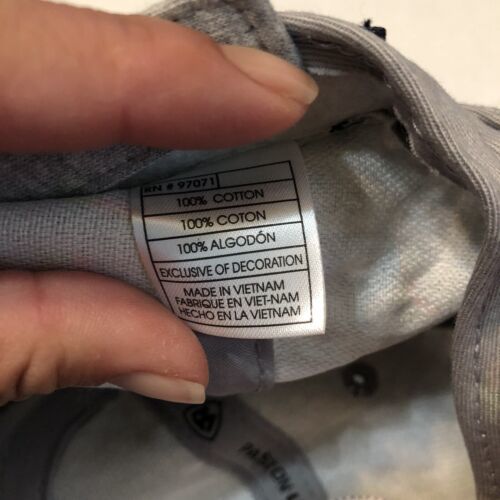 RN # 97071
100% COTTON
100% COTON
100% ALGODÓN
EXCLUSIVE OF DECORATION
MADE IN VIETNAM
FABRIQUE EN VIET-NAM
HECHO EN LA VIETNAM